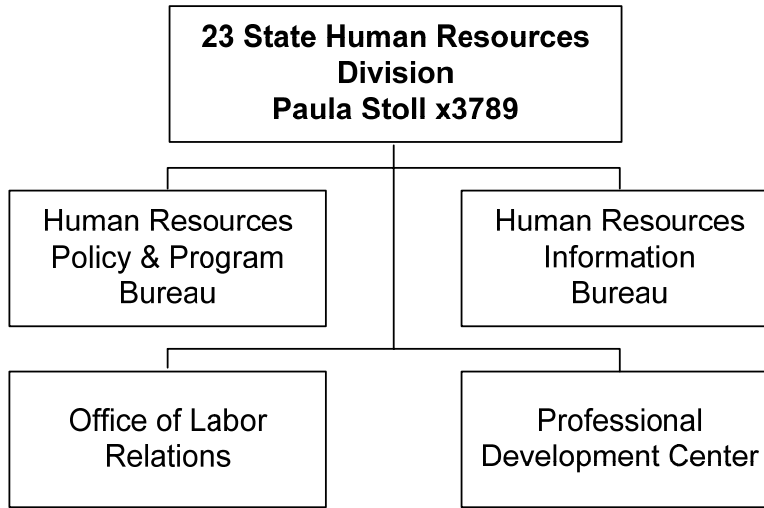 23 State Human Resources
Division
Paula Stoll x3789
Human Resources
Policy & Program
Bureau
Human Resources
Information
Bureau
Office of Labor
Relations
Professional
Development Center